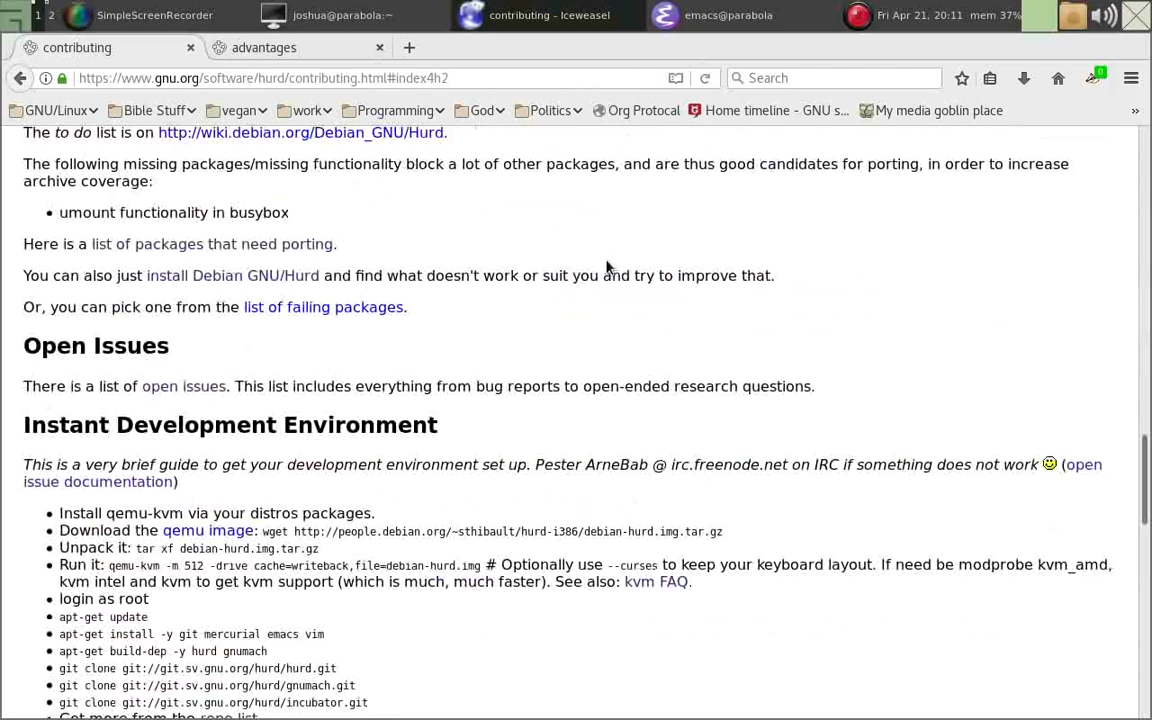 1 2 SimpleScreenRecorder joshua@parabola:~ contributing - Iceweasel emacs@parabola Fri Apr 21, 20:11 mem 37%
contributing advantages
https://www.gnu.org/software/hurd/contributing.html#index4h2 Search 0
GNU/Linux Bible Stuff vegan work Programming God Politics Org Protocal Home timeline - GNU s... My media goblin place »
The to do list is on http://wiki.debian.org/Debian_GNU/Hurd.
The following missing packages/missing functionality block a lot of other packages, and are thus good candidates for porting, in order to increase
archive coverage:
• umount functionality in busybox
Here is a list of packages that need porting.
You can also just install Debian GNU/Hurd and find what doesn't work or suit you and try to improve that.
Or, you can pick one from the list of failing packages.
Open Issues
There is a list of open issues. This list includes everything from bug reports to open-ended research questions.
Instant Development Environment
This is a very brief guide to get your development environment set up. Pester ArneBab @ irc.freenode.net on IRC if something does not work (open
issue documentation)
• Install qemu-kvm via your distros packages.
• Download the qemu image: wget http://people.debian.org/~sthibault/hurd-i386/debian-hurd.img.tar.gz
• Unpack it: tar xf debian-hurd.img.tar.gz
• Run it: qemu-kvm -m 512 -drive cache=writeback,file=debian-hurd.img # Optionally use --curses to keep your keyboard layout. If need be modprobe kvm_amd,
kvm intel and kvm to get kvm support (which is much, much faster). See also: kvm FAQ.
• login as root
• apt-get update
• apt-get install -y git mercurial emacs vim
• apt-get build-dep -y hurd gnumach
• git clone git://git.sv.gnu.org/hurd/hurd.git
• git clone git://git.sv.gnu.org/hurd/gnumach.git
• git clone git://git.sv.gnu.org/hurd/incubator.git
• Get more from the repo list